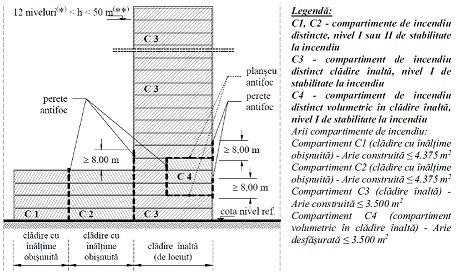 12 niveluri(*) < h < 50 m(**)
C 3
C 3
planșeu
antifoc
perete
antifoc
perete
antifoc
≥ 8,00 m
≥ 8,00 m
C 4
≥ 8,00 m
cota nivel ref.
C 1
C 2
C 3
clădire cu
înălțime
obișnuită
clădire cu
înălțime
obișnuită
clădire înaltă
(de locuit)
Legendă:
C1, C2 - compartimente de incendiu
distincte, nivel I sau II de stabilitate
la incendiu
C3 - compartiment de incendiu
distinct clădire înaltă, nivel I de
stabilitate la incendiu
C4 - compartiment de incendiu
distinct volumetric în clădire înaltă,
nivel I de stabilitate la incendiu
Arii compartimente de incendiu:
Compartiment C1 (clădire cu înălțime
obișnuită) - Arie construită ≤ 4.375 m²
Compartiment C2 (clădire cu înălțime
obișnuită) - Arie construită ≤ 4.375 m²
Compartiment C3 (clădire înaltă) -
Arie construită ≤ 3.500 m²
Compartiment C4 (compartiment
volumetric în clădire înaltă) - Arie
desfășurată ≤ 3.500 m²